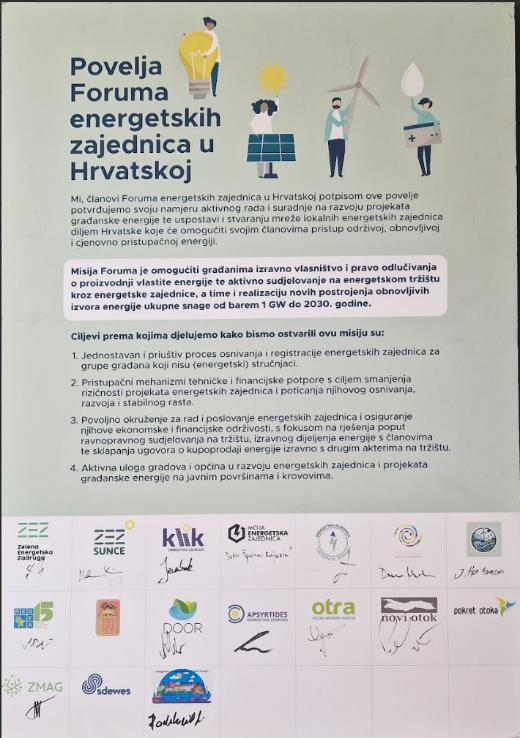 Povelja
Foruma
energetskih
zajednica u
Hrvatskoj
Mi, članovi Foruma energetskih zajednica u Hrvatskoj potpisom ove povelje
potvrđujemo svoju namjeru aktivnog rada i suradnje na razvoju projekata
građanske energije te uspostavi i stvaranju mreže lokalnih energetskih zajednica
diljem Hrvatske koje će omogućiti svojim članovima pristup održivoj, obnovljivoj
i cjenovno pristupačnoj energiji.
Misija Foruma je omogućiti građanima izravno vlasništvo i pravo odlučivanja
o proizvodnji vlastite energije te aktivno sudjelovanje na energetskom tržištu
kroz energetske zajednice, a time i realizaciju novih postrojenja obnovljivih
izvora energije ukupne snage od barem 1 GW do 2030. godine.
Ciljevi prema kojima djelujemo kako bismo ostvarili ovu misiju su:
1. Jednostavan i priuštiv proces osnivanja i registracije energetskih zajednica za
grupe građana koji nisu (energetski) stručnjaci.
2. Pristupačni mehanizmi tehničke i financijske potpore s ciljem smanjenja
rizičnosti projekata energetskih zajednica i poticanja njihovog osnivanja,
razvoja i stabilnog rasta.
3. Povoljno okruženje za rad i poslovanje energetskih zajednica i osiguranje
njihove ekonomske i financijske održivosti, s fokusom na rješenja poput
ravnopravnog sudjelovanja na tržištu, izravnog dijeljenja energije s članovima
te sklapanja ugovora o kupoprodaji energije izravno s drugim akterima na tržištu.
4. Aktivna uloga gradova i općina u razvoju energetskih zajednica i projekata
građanske energije na javnim površinama i krovovima.
ZEZ
Zelena
Energetska
Zadruga
ZEZ
SUNCE
klik
ENERGETSKA ZADRUGA
MOJA
ENERGETSKA
ZAJEDNICA
DOOR
APSYRTIDES
ENERGETSKA ZADRUGA
otra
novi otok
pokret otoka
ZMAG
sdewes